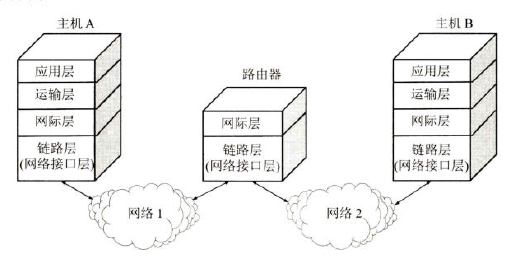 主机 A
应用层
运输层
网际层
链路层
(网络接口层)
路由器
网际层
链路层
(网络接口层)
主机 B
应用层
运输层
网际层
链路层
(网络接口层)
网络 1
网络 2